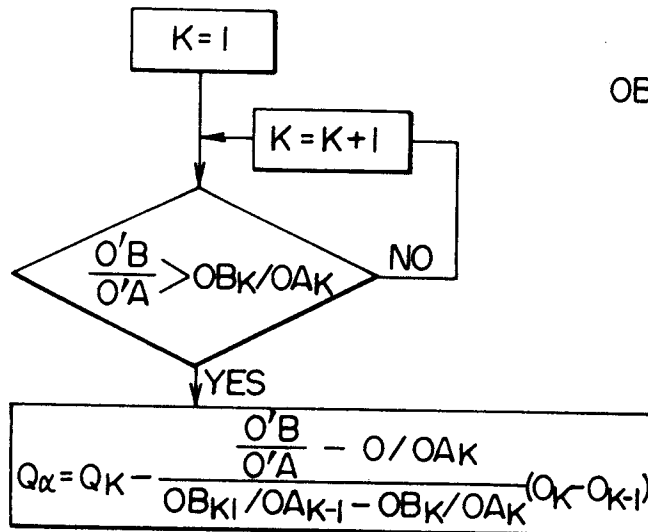 K=1
OB
K=K+1
O'B
O'A
>OBK/OAK
NO
YES
O'B
O'A
- O/OAK
Qα=QK-
(OK-OK-1)
OBK1/OAK-1-OBK/OAK